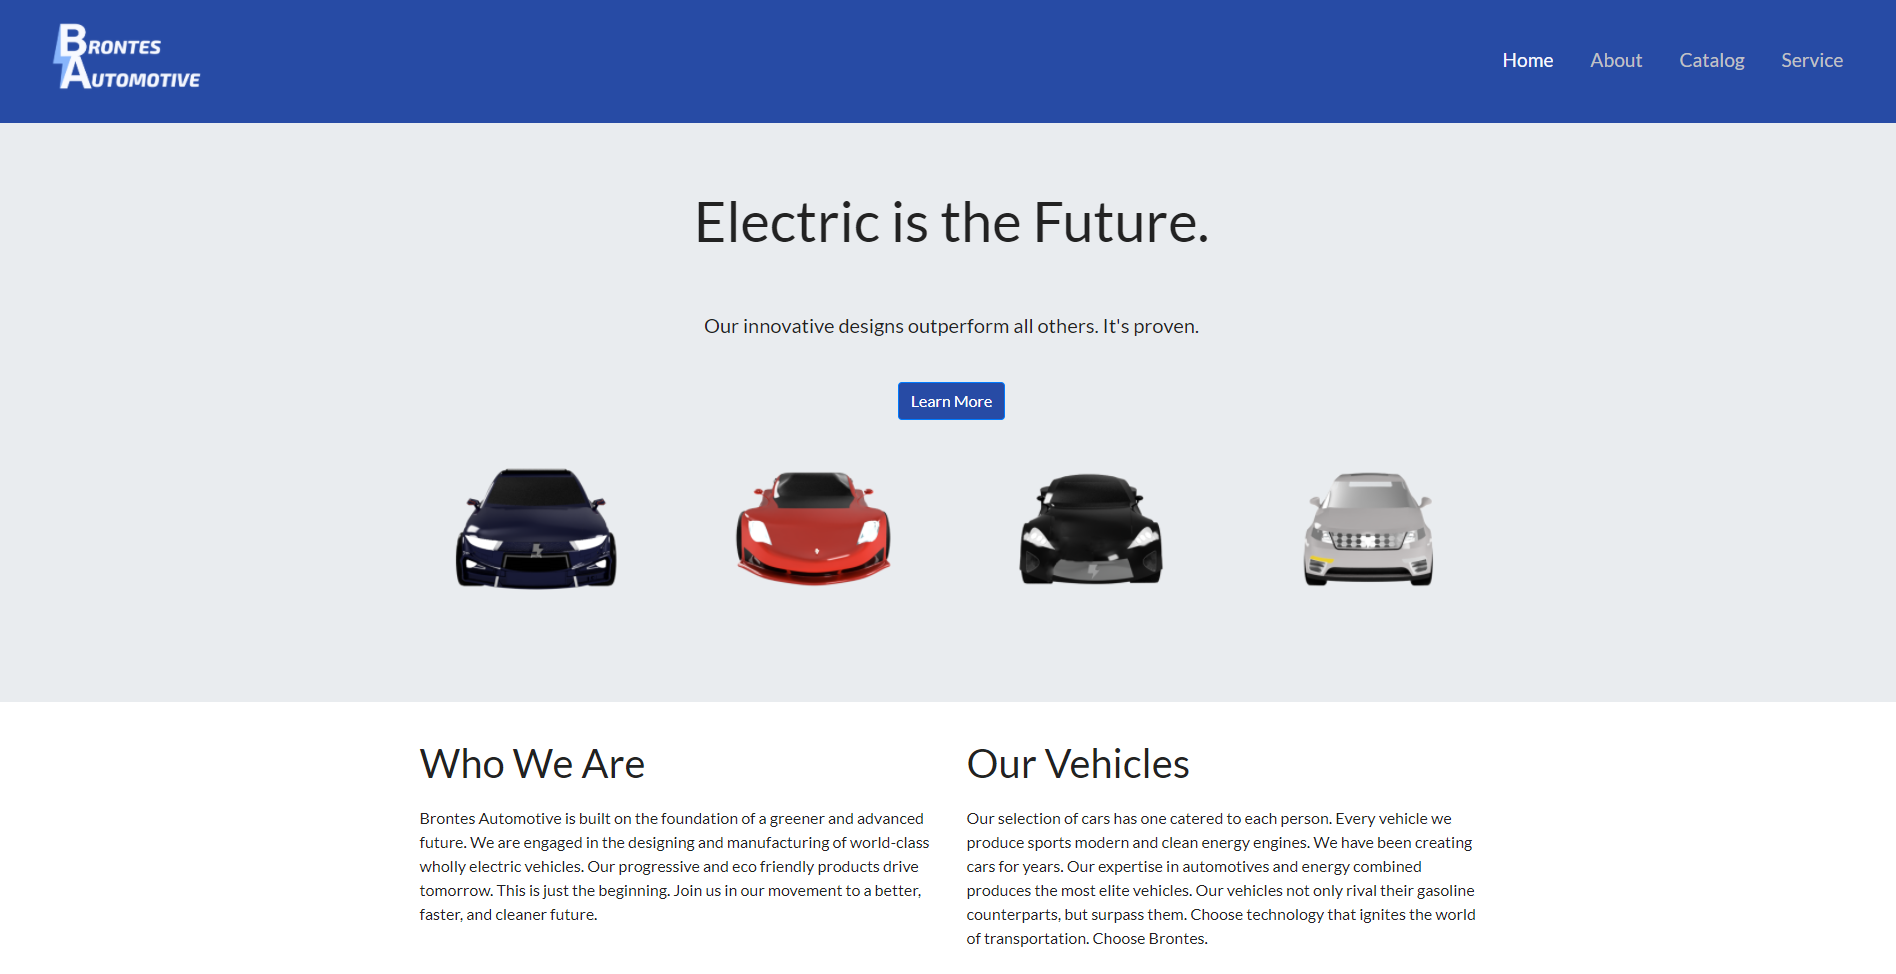 Brontes
Automotive
Home About Catalog Service
Electric is the Future.
Our innovative designs outperform all others. It's proven.
Learn More
Who We Are
Brontes Automotive is built on the foundation of a greener and advanced
future. We are engaged in the designing and manufacturing of world-class
wholly electric vehicles. Our progressive and eco friendly products drive
tomorrow. This is just the beginning. Join us in our movement to a better,
faster, and cleaner future.
Our Vehicles
Our selection of cars has one catered to each person. Every vehicle we
produce sports modern and clean energy engines. We have been creating
cars for years. Our expertise in automotives and energy combined
produces the most elite vehicles. Our vehicles not only rival their gasoline
counterparts, but surpass them. Choose technology that ignites the world
of transportation. Choose Brontes.